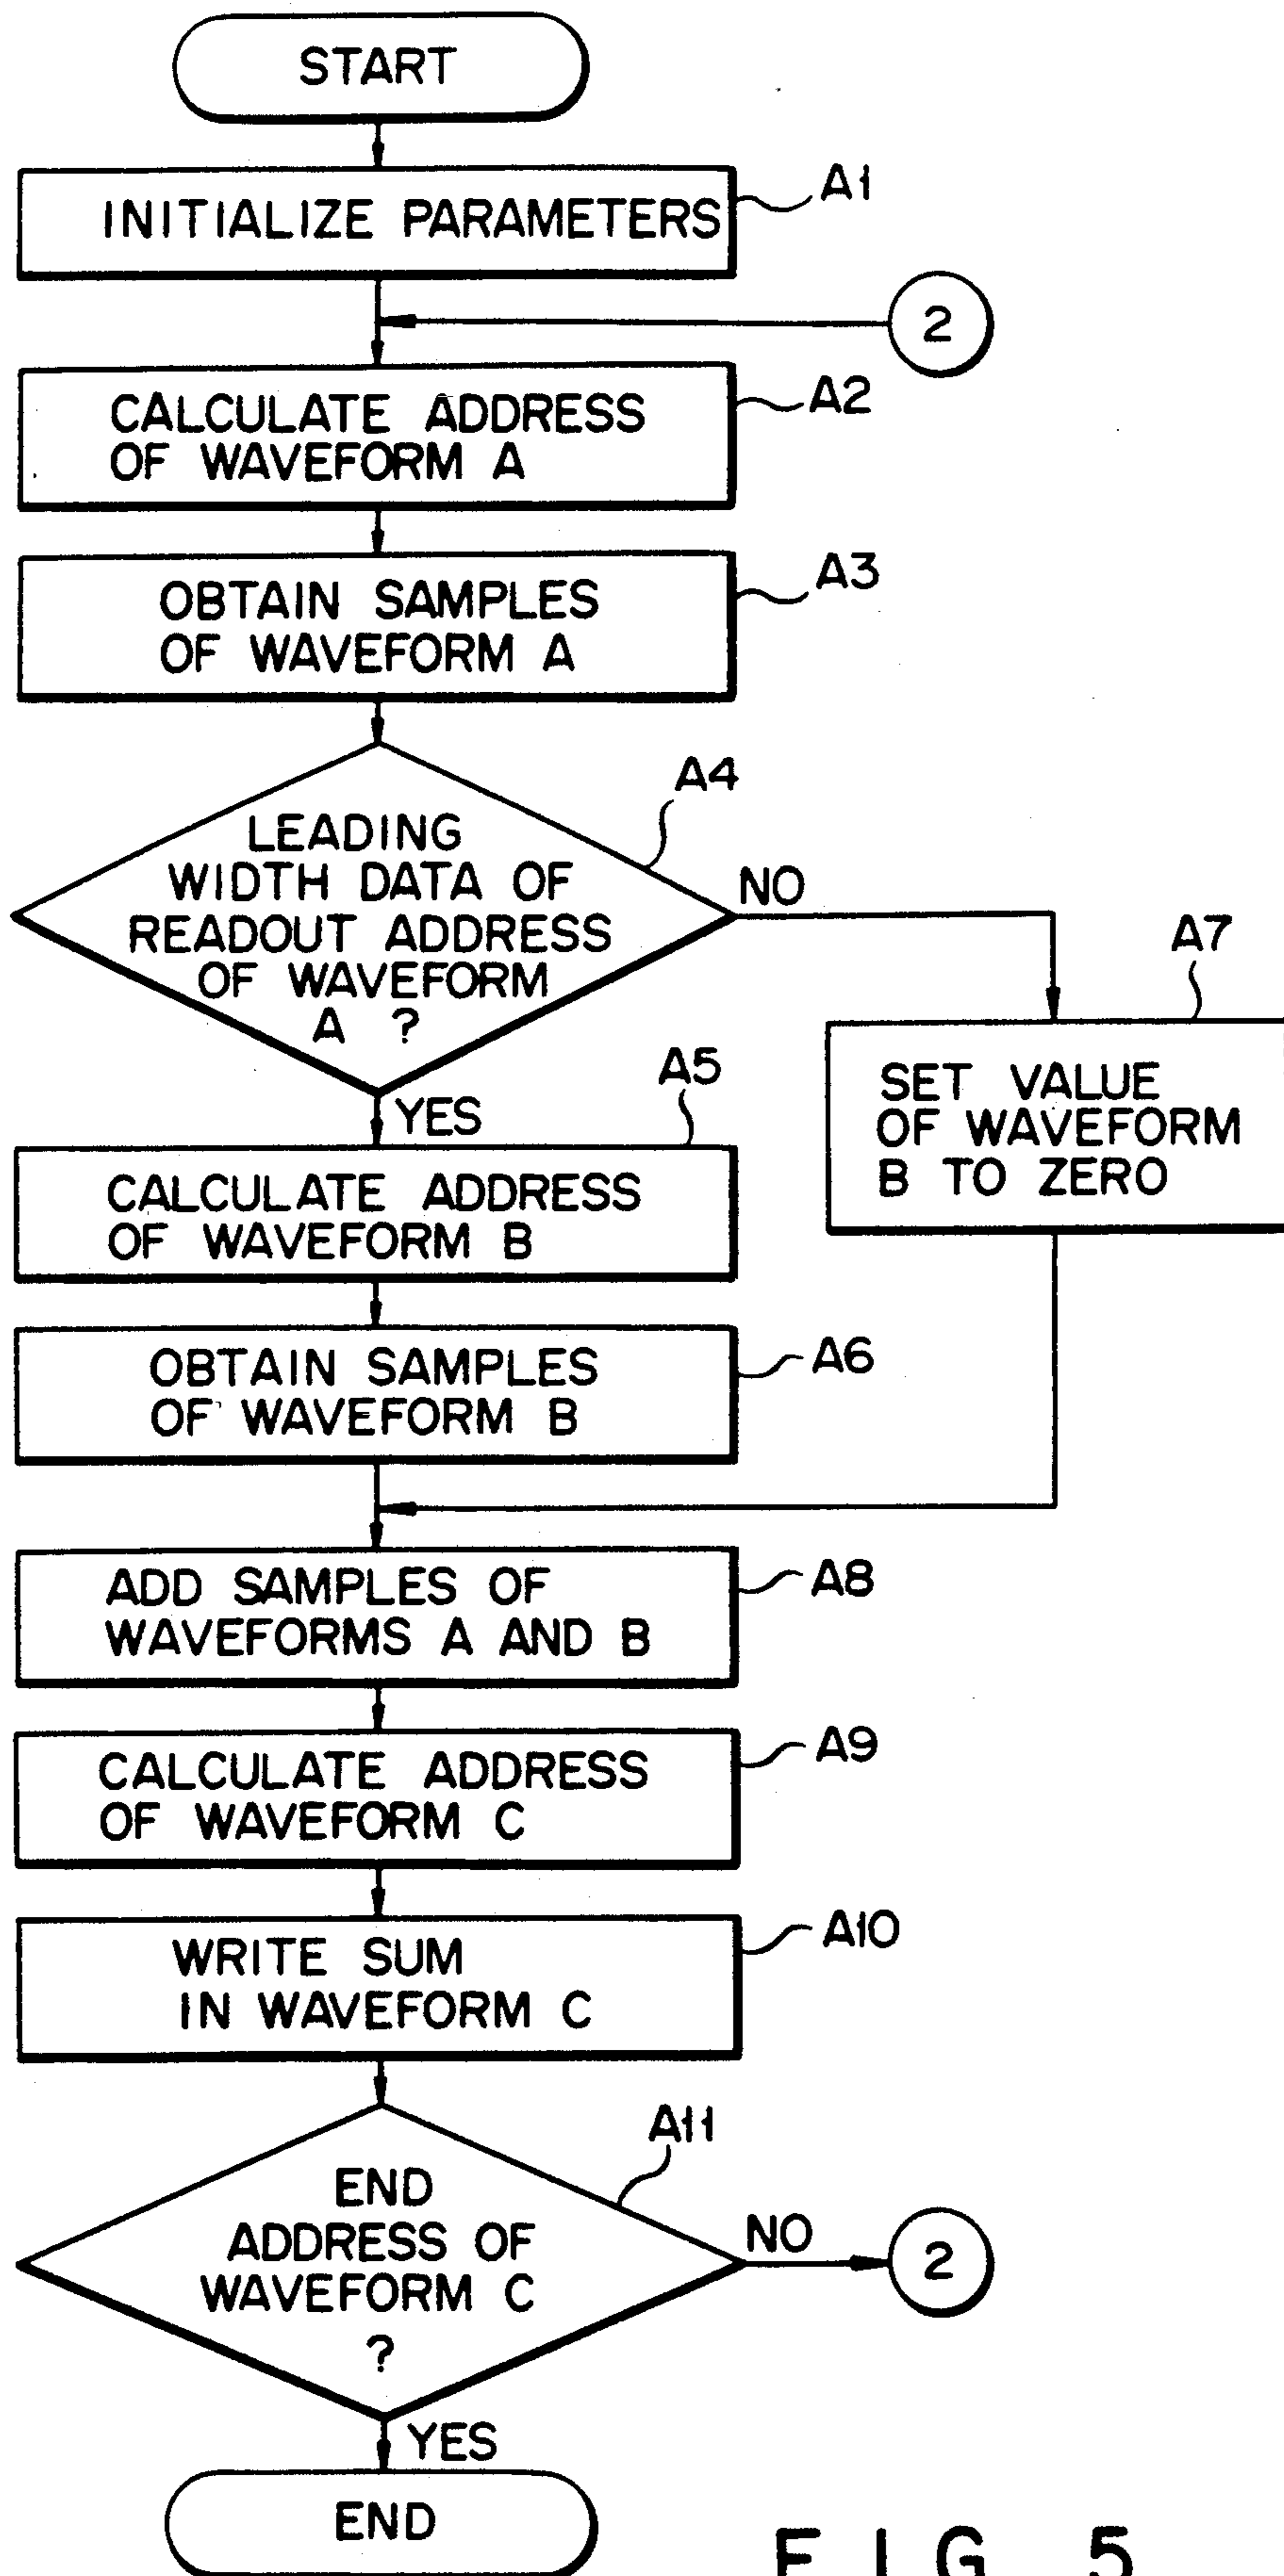 START
INITIALIZE PARAMETERS
A1
2
CALCULATE ADDRESS
OF WAVEFORM A
A2
OBTAIN SAMPLES
OF WAVEFORM A
A3
A4
LEADING
WIDTH DATA OF
READOUT ADDRESS
OF WAVEFORM
A ?
NO
YES
A7
SET VALUE
OF WAVEFORM
B TO ZERO
A5
CALCULATE ADDRESS
OF WAVEFORM B
OBTAIN SAMPLES
OF WAVEFORM B
A6
ADD SAMPLES OF
WAVEFORMS A AND B
A8
CALCULATE ADDRESS
OF WAVEFORM C
A9
WRITE SUM
IN WAVEFORM C
A10
A11
END
ADDRESS OF
WAVEFORM C
?
NO
2
YES
END
FIG. 5